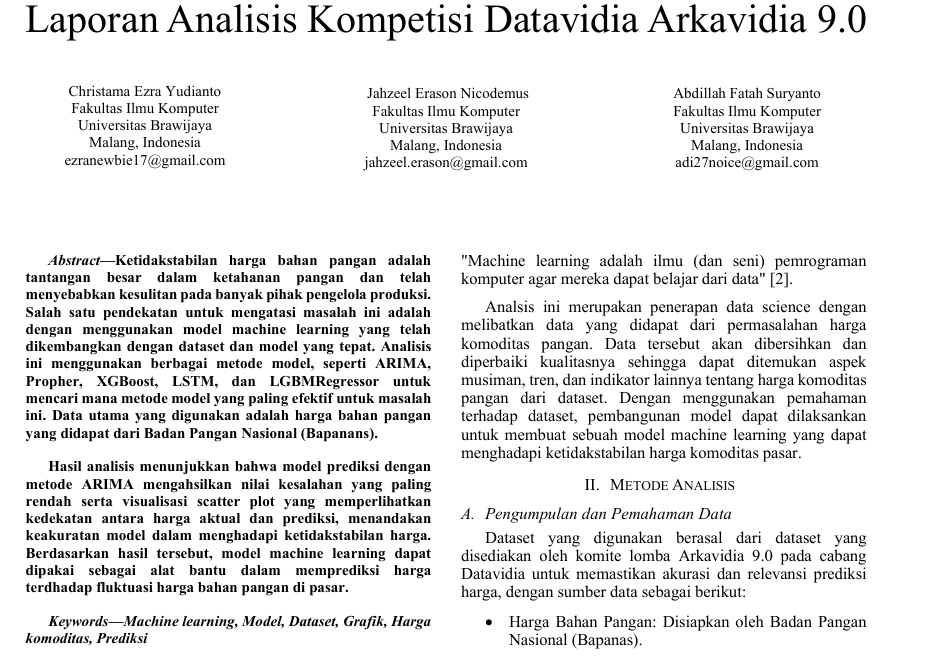 Laporan Analisis Kompetisi Datavidia Arkavidia 9.0
Christama Ezra Yudianto
Fakultas Ilmu Komputer
Universitas Brawijaya
Malang, Indonesia
ezranewbie17@gmail.com
Jahzeel Erason Nicodemus
Fakultas Ilmu Komputer
Universitas Brawijaya
Malang, Indonesia
jahzeel.erason@gmail.com
Abdillah Fatah Suryanto
Fakultas Ilmu Komputer
Universitas Brawijaya
Malang, Indonesia
adi27noice@gmail.com
Abstract—Ketidakstabilan harga bahan pangan adalah
tantangan besar dalam ketahanan pangan dan telah
menyebabkan kesulitan pada banyak pihak pengelola produksi.
Salah satu pendekatan untuk mengatasi masalah ini adalah
dengan menggunakan model machine learning yang telah
dikembangkan dengan dataset dan model yang tepat. Analisis
ini menggunakan berbagai metode model, seperti ARIMA,
Propher, XGBoost, LSTM, dan LGBMRegressor untuk
mencari mana metode model yang paling efektif untuk masalah
ini. Data utama yang digunakan adalah harga bahan pangan
yang didapat dari Badan Pangan Nasional (Bapanans).
Hasil analisis menunjukkan bahwa model prediksi dengan
metode ARIMA mengahsilkan nilai kesalahan yang paling
rendah serta visualisasi scatter plot yang memperlihatkan
kedekatan antara harga aktual dan prediksi, menandakan
keakuratan model dalam menghadapi ketidakstabilan harga.
Berdasarkan hasil tersebut, model machine learning dapat
dipakai sebagai alat bantu dalam memprediksi harga
terdhadap fluktuasi harga bahan pangan di pasar.
Keywords—Machine learning, Model, Dataset, Grafik, Harga
komoditas, Prediksi
"Machine learning adalah ilmu (dan seni) pemrograman
komputer agar mereka dapat belajar dari data" [2].
Analsis ini merupakan penerapan data science dengan
melibatkan data yang didapat dari permasalahan harga
komoditas pangan. Data tersebut akan dibersihkan dan
diperbaiki kualitasnya sehingga dapat ditemukan aspek
musiman, tren, dan indikator lainnya tentang harga komoditas
pangan dari dataset. Dengan menggunakan pemahaman
terhadap dataset, pembangunan model dapat dilaksankan
untuk membuat sebuah model machine learning yang dapat
menghadapi ketidakstabilan harga komoditas pasar.
II. METODE ANALISIS
A. Pengumpulan dan Pemahaman Data
Dataset yang digunakan berasal dari dataset yang
disediakan oleh komite lomba Arkavidia 9.0 pada cabang
Datavidia untuk memastikan akurasi dan relevansi prediksi
harga, dengan sumber data sebagai berikut:
• Harga Bahan Pangan: Disiapkan oleh Badan Pangan
Nasional (Bapanas).